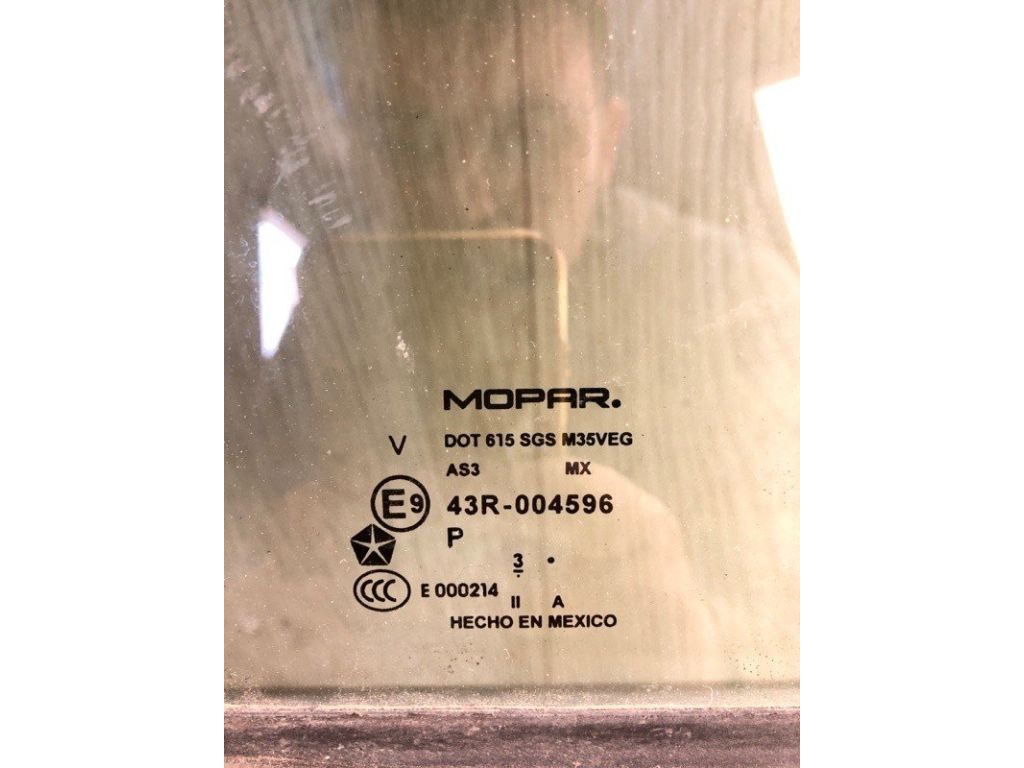 MOPAR.
V DOT 615 SGS M35VEG
AS3 MX
E9 43R-004596
P
3 •
CCC E 000214
II A
HECHO EN MEXICO